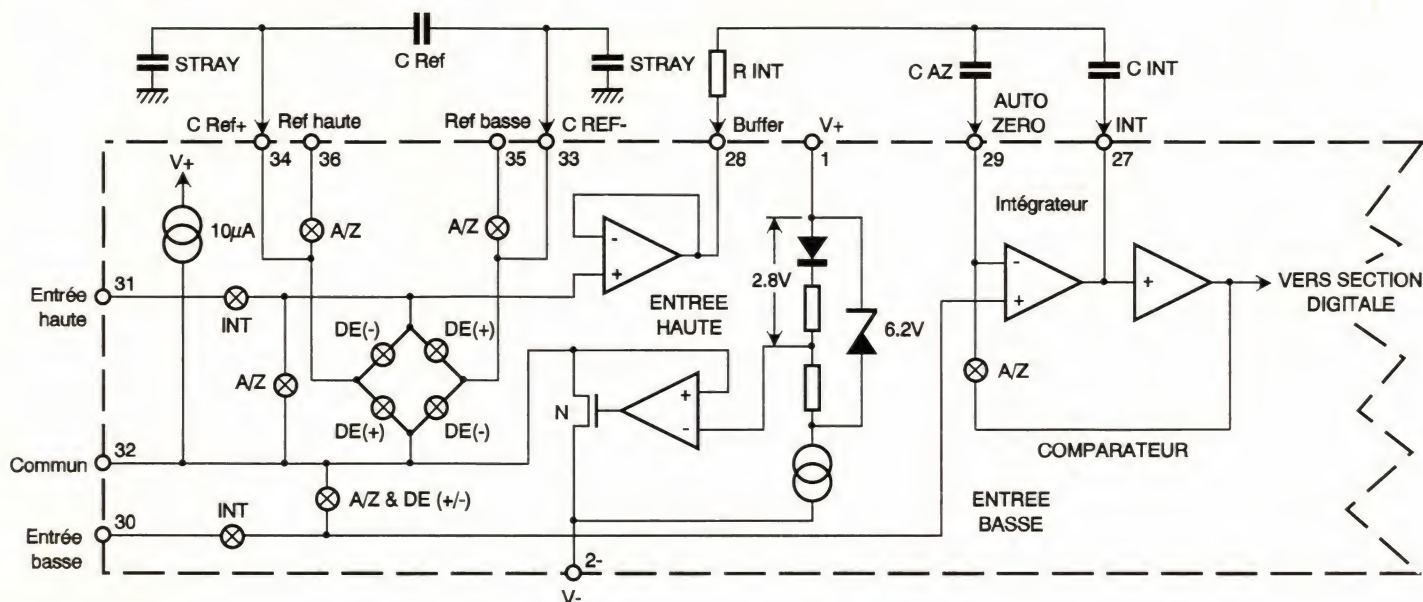 C Ref
STRAY
STRAY
R INT
C AZ
C INT
C Ref+
Ref haute
Ref basse
C REF-
Buffer
V+
AUTO
ZERO
INT
34
36
35
33
28
1
29
27
V+
10µA
A/Z
A/Z
Intégrateur
-
+
2.8V
-
+
+
31
Entrée
haute
INT
ENTREE
HAUTE
6.2V
VERS SECTION
DIGITALE
DE(-)
DE(+)
A/Z
A/Z
N
+
-
DE(+)
DE(-)
32
Commun
COMPARATEUR
A/Z & DE (+/-)
30
INT
Entrée
basse
ENTREE
BASSE
2-
V-